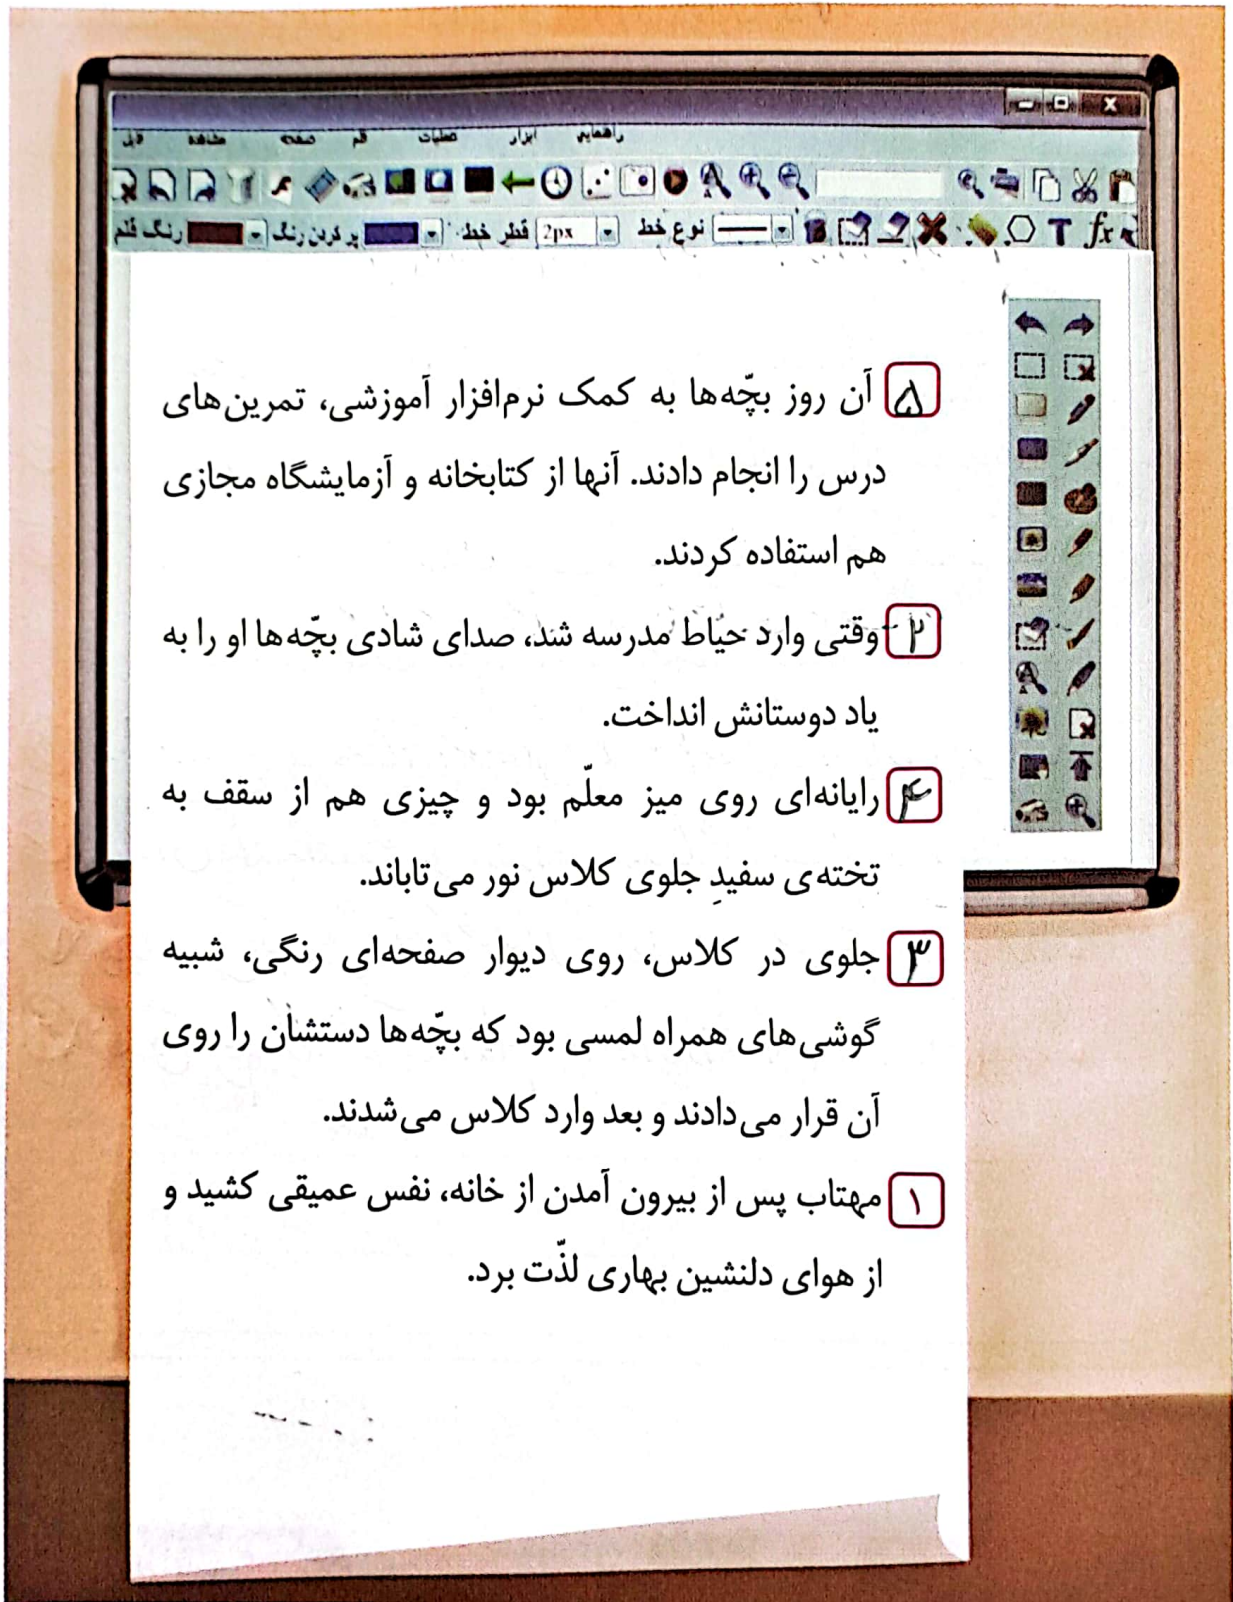 فایل مشاهده صفحه قلم عملیات ابزار راهنمایی
رنگ قلم پر کردن رنگ قطر خط 2px نوع خط T fx
۵ آن روز بچّه‌ها به کمک نرم‌افزار آموزشی، تمرین‌های
درس را انجام دادند. آنها از کتابخانه و آزمایشگاه مجازی
هم استفاده کردند.
۲ وقتی وارد حیاط مدرسه شد، صدای شادی بچّه‌ها او را به
یاد دوستانش انداخت.
۴ رایانه‌ای روی میز معلّم بود و چیزی هم از سقف به
تخته‌ی سفیدِ جلوی کلاس نور می‌تاباند.
۳ جلوی در کلاس، روی دیوار صفحه‌ای رنگی، شبیه
گوشی‌های همراه لمسی بود که بچّه‌ها دستشان را روی
آن قرار می‌دادند و بعد وارد کلاس می‌شدند.
۱ مهتاب پس از بیرون آمدن از خانه، نفس عمیقی کشید و
از هوای دلنشین بهاری لذّت برد.